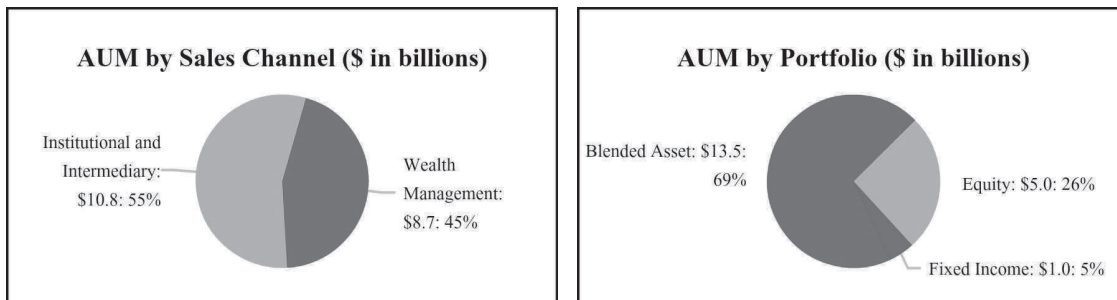 AUM by Sales Channel ($ in billions)
Institutional and
Intermediary:
$10.8: 55%
Wealth
Management:
$8.7: 45%
AUM by Portfolio ($ in billions)
Blended Asset: $13.5:
69%
Equity: $5.0: 26%
Fixed Income: $1.0: 5%